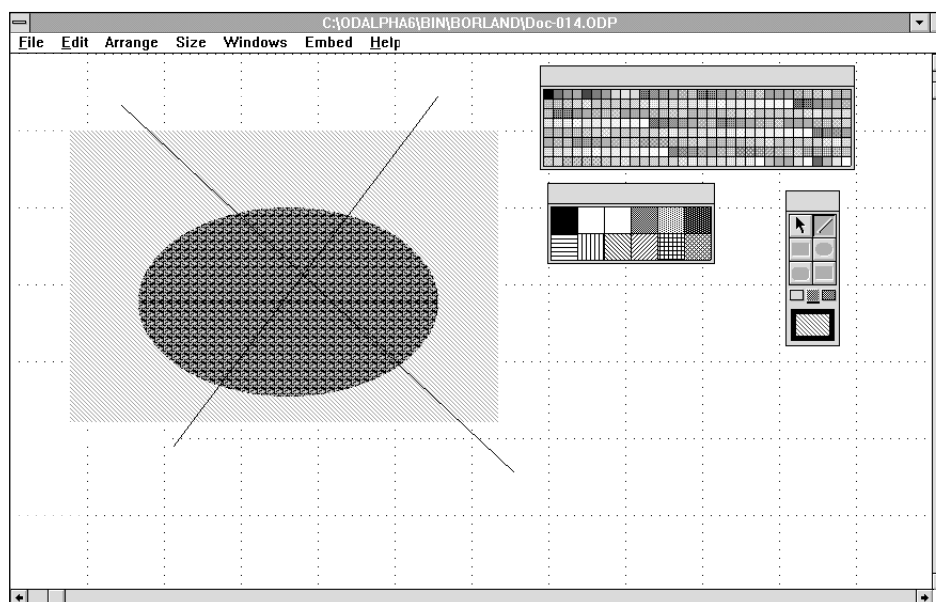 C:\ODALPHA6\BIN\BORLAND\Doc-014.ODP
File Edit Arrange Size Windows Embed Help